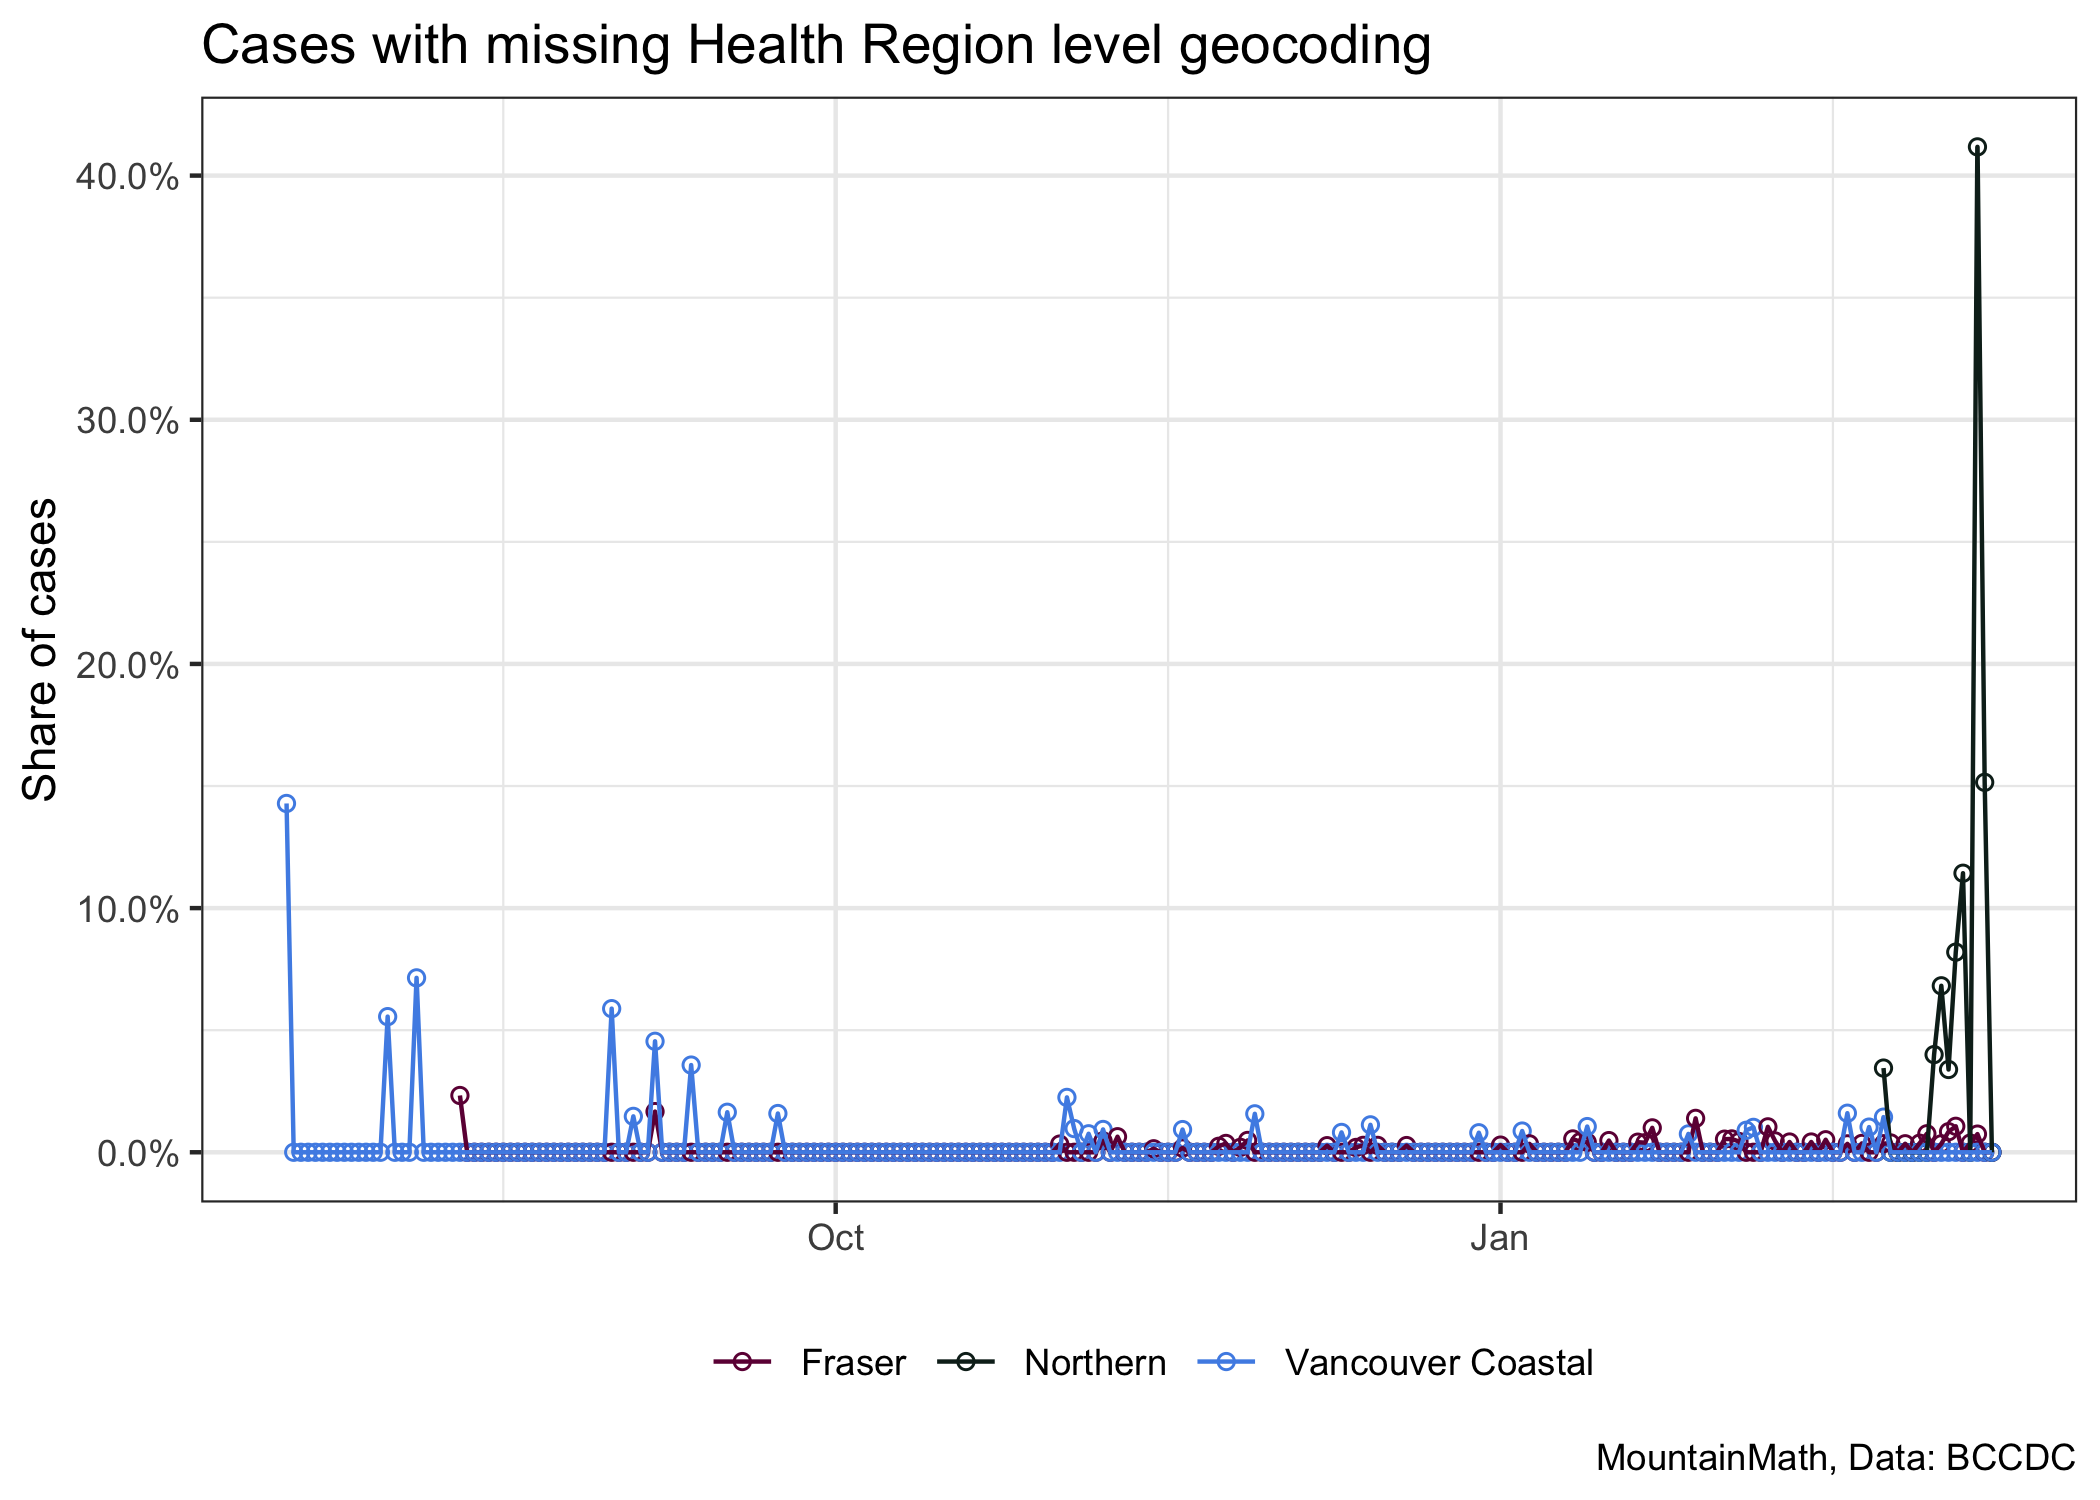 Cases with missing Health Region level geocoding
Share of cases
40.0%
30.0%
20.0%
10.0%
0.0%
Oct
Jan
Fraser
Northern
Vancouver Coastal
MountainMath, Data: BCCDC